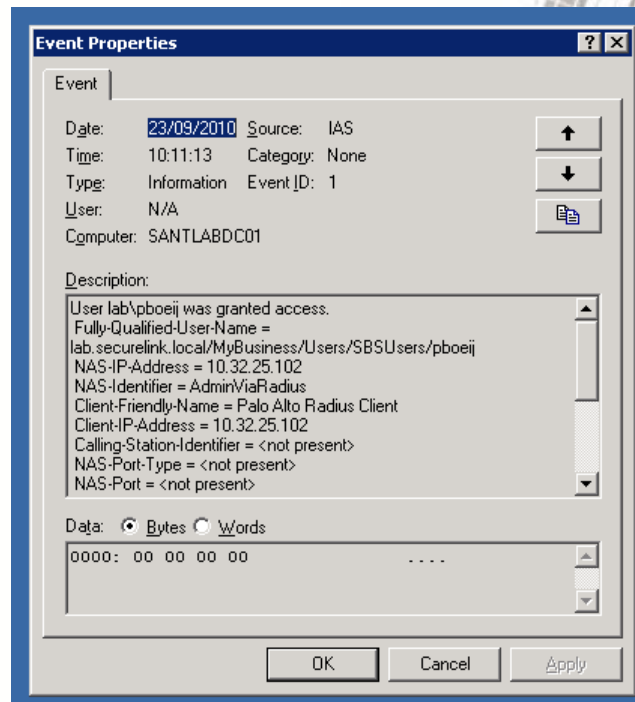 Event Properties
Event
Date: 23/09/2010 Source: IAS
Time: 10:11:13 Category: None
Type: Information Event ID: 1
User: N/A
Computer: SANTLABDC01
Description:
User lab\pboeij was granted access.
Fully-Qualified-User-Name =
lab.securelink.local/MyBusiness/Users/SBSUsers/pboeij
NAS-IP-Address = 10.32.25.102
NAS-Identifier = AdminViaRadius
Client-Friendly-Name = Palo Alto Radius Client
Client-IP-Address = 10.32.25.102
Calling-Station-Identifier = <not present>
NAS-Port-Type = <not present>
NAS-Port = <not present>
Data: Bytes Words
0000: 00 00 00 00 ....
OK Cancel Apply